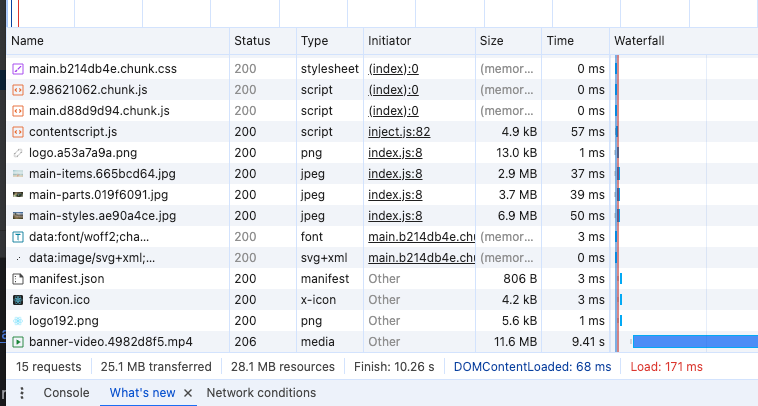 Name Status Type Initiator Size Time Waterfall
main.b214db4e.chunk.css 200 stylesheet (index):0 (memor... 0 ms
2.98621062.chunk.js 200 script (index):0 (memor... 0 ms
main.d88d9d94.chunk.js 200 script (index):0 (memor... 0 ms
contentscript.js 200 script inject.js:82 4.9 kB 57 ms
logo.a53a7a9a.png 200 png index.js:8 13.0 kB 1 ms
main-items.665bcd64.jpg 200 jpeg index.js:8 2.9 MB 37 ms
main-parts.019f6091.jpg 200 jpeg index.js:8 3.7 MB 39 ms
main-styles.ae90a4ce.jpg 200 jpeg index.js:8 6.9 MB 50 ms
data:font/woff2;cha... 200 font main.b214db4e.chu (memor... 3 ms
data:image/svg+xml;... 200 svg+xml main.b214db4e.chu (memor... 0 ms
manifest.json 200 manifest Other 806 B 3 ms
favicon.ico 200 x-icon Other 4.2 kB 3 ms
logo192.png 200 png Other 5.6 kB 1 ms
banner-video.4982d8f5.mp4 206 media Other 11.6 MB 9.41 s
15 requests 25.1 MB transferred 28.1 MB resources Finish: 10.26 s DOMContentLoaded: 68 ms Load: 171 ms
Console What's new Network conditions